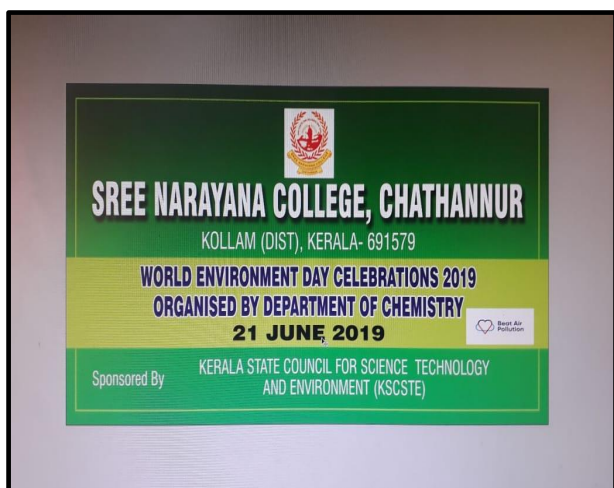 SREE NARAYANA COLLEGE, CHATHANNUR
KOLLAM (DIST), KERALA- 691579
WORLD ENVIRONMENT DAY CELEBRATIONS 2019
ORGANISED BY DEPARTMENT OF CHEMISTRY
21 JUNE 2019
Beat Air
Pollution
Sponsored By
KERALA STATE COUNCIL FOR SCIENCE TECHNOLOGY
AND ENVIRONMENT (KSCSTE)